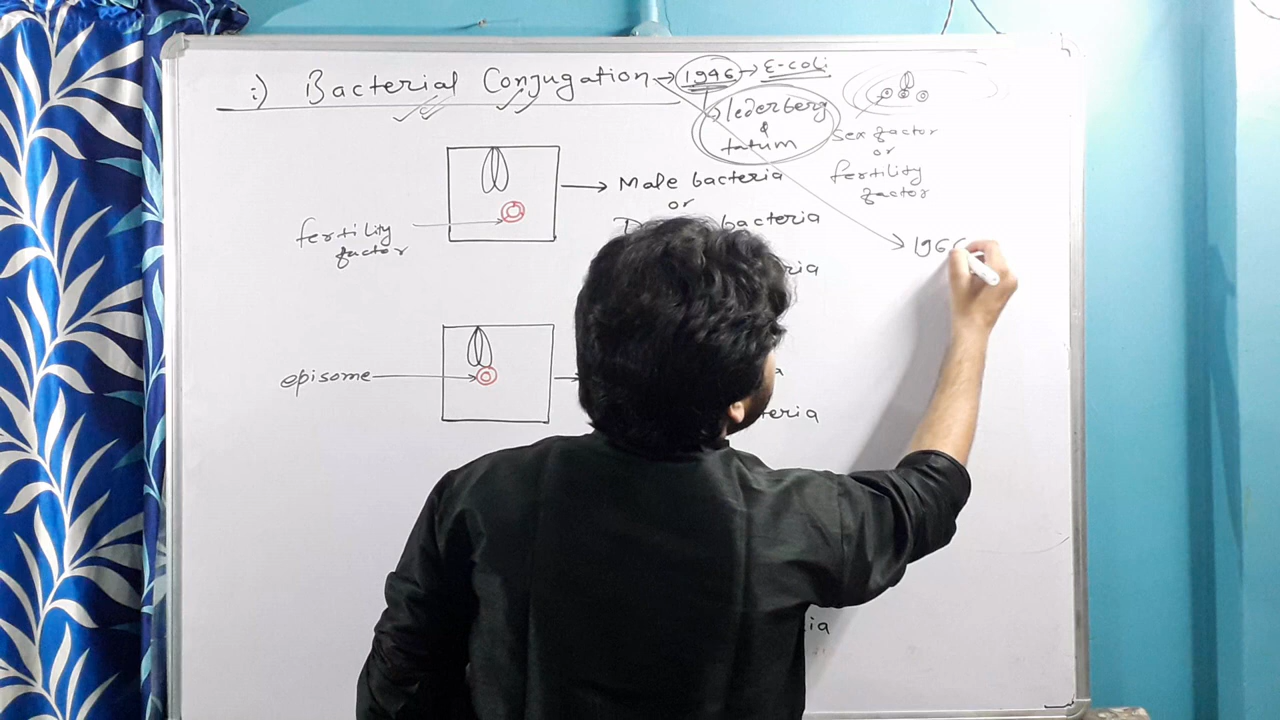 i) Bacterial Conjugation → 1946 → E-coli
lederberg
&
tatum
sex factor
or
fertility
factor
Male bacteria
or
bacteria
fertility
factor
→ 196
ria
episome
a
teria
ia